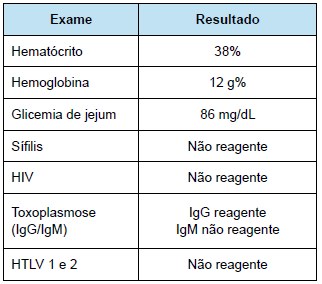 Exame Resultado
Hematócrito 38%
Hemoglobina 12 g%
Glicemia de jejum 86 mg/dL
Sífilis Não reagente
HIV Não reagente
Toxoplasmose IgG reagente
(IgG/IgM) IgM não reagente
HTLV 1 e 2 Não reagente